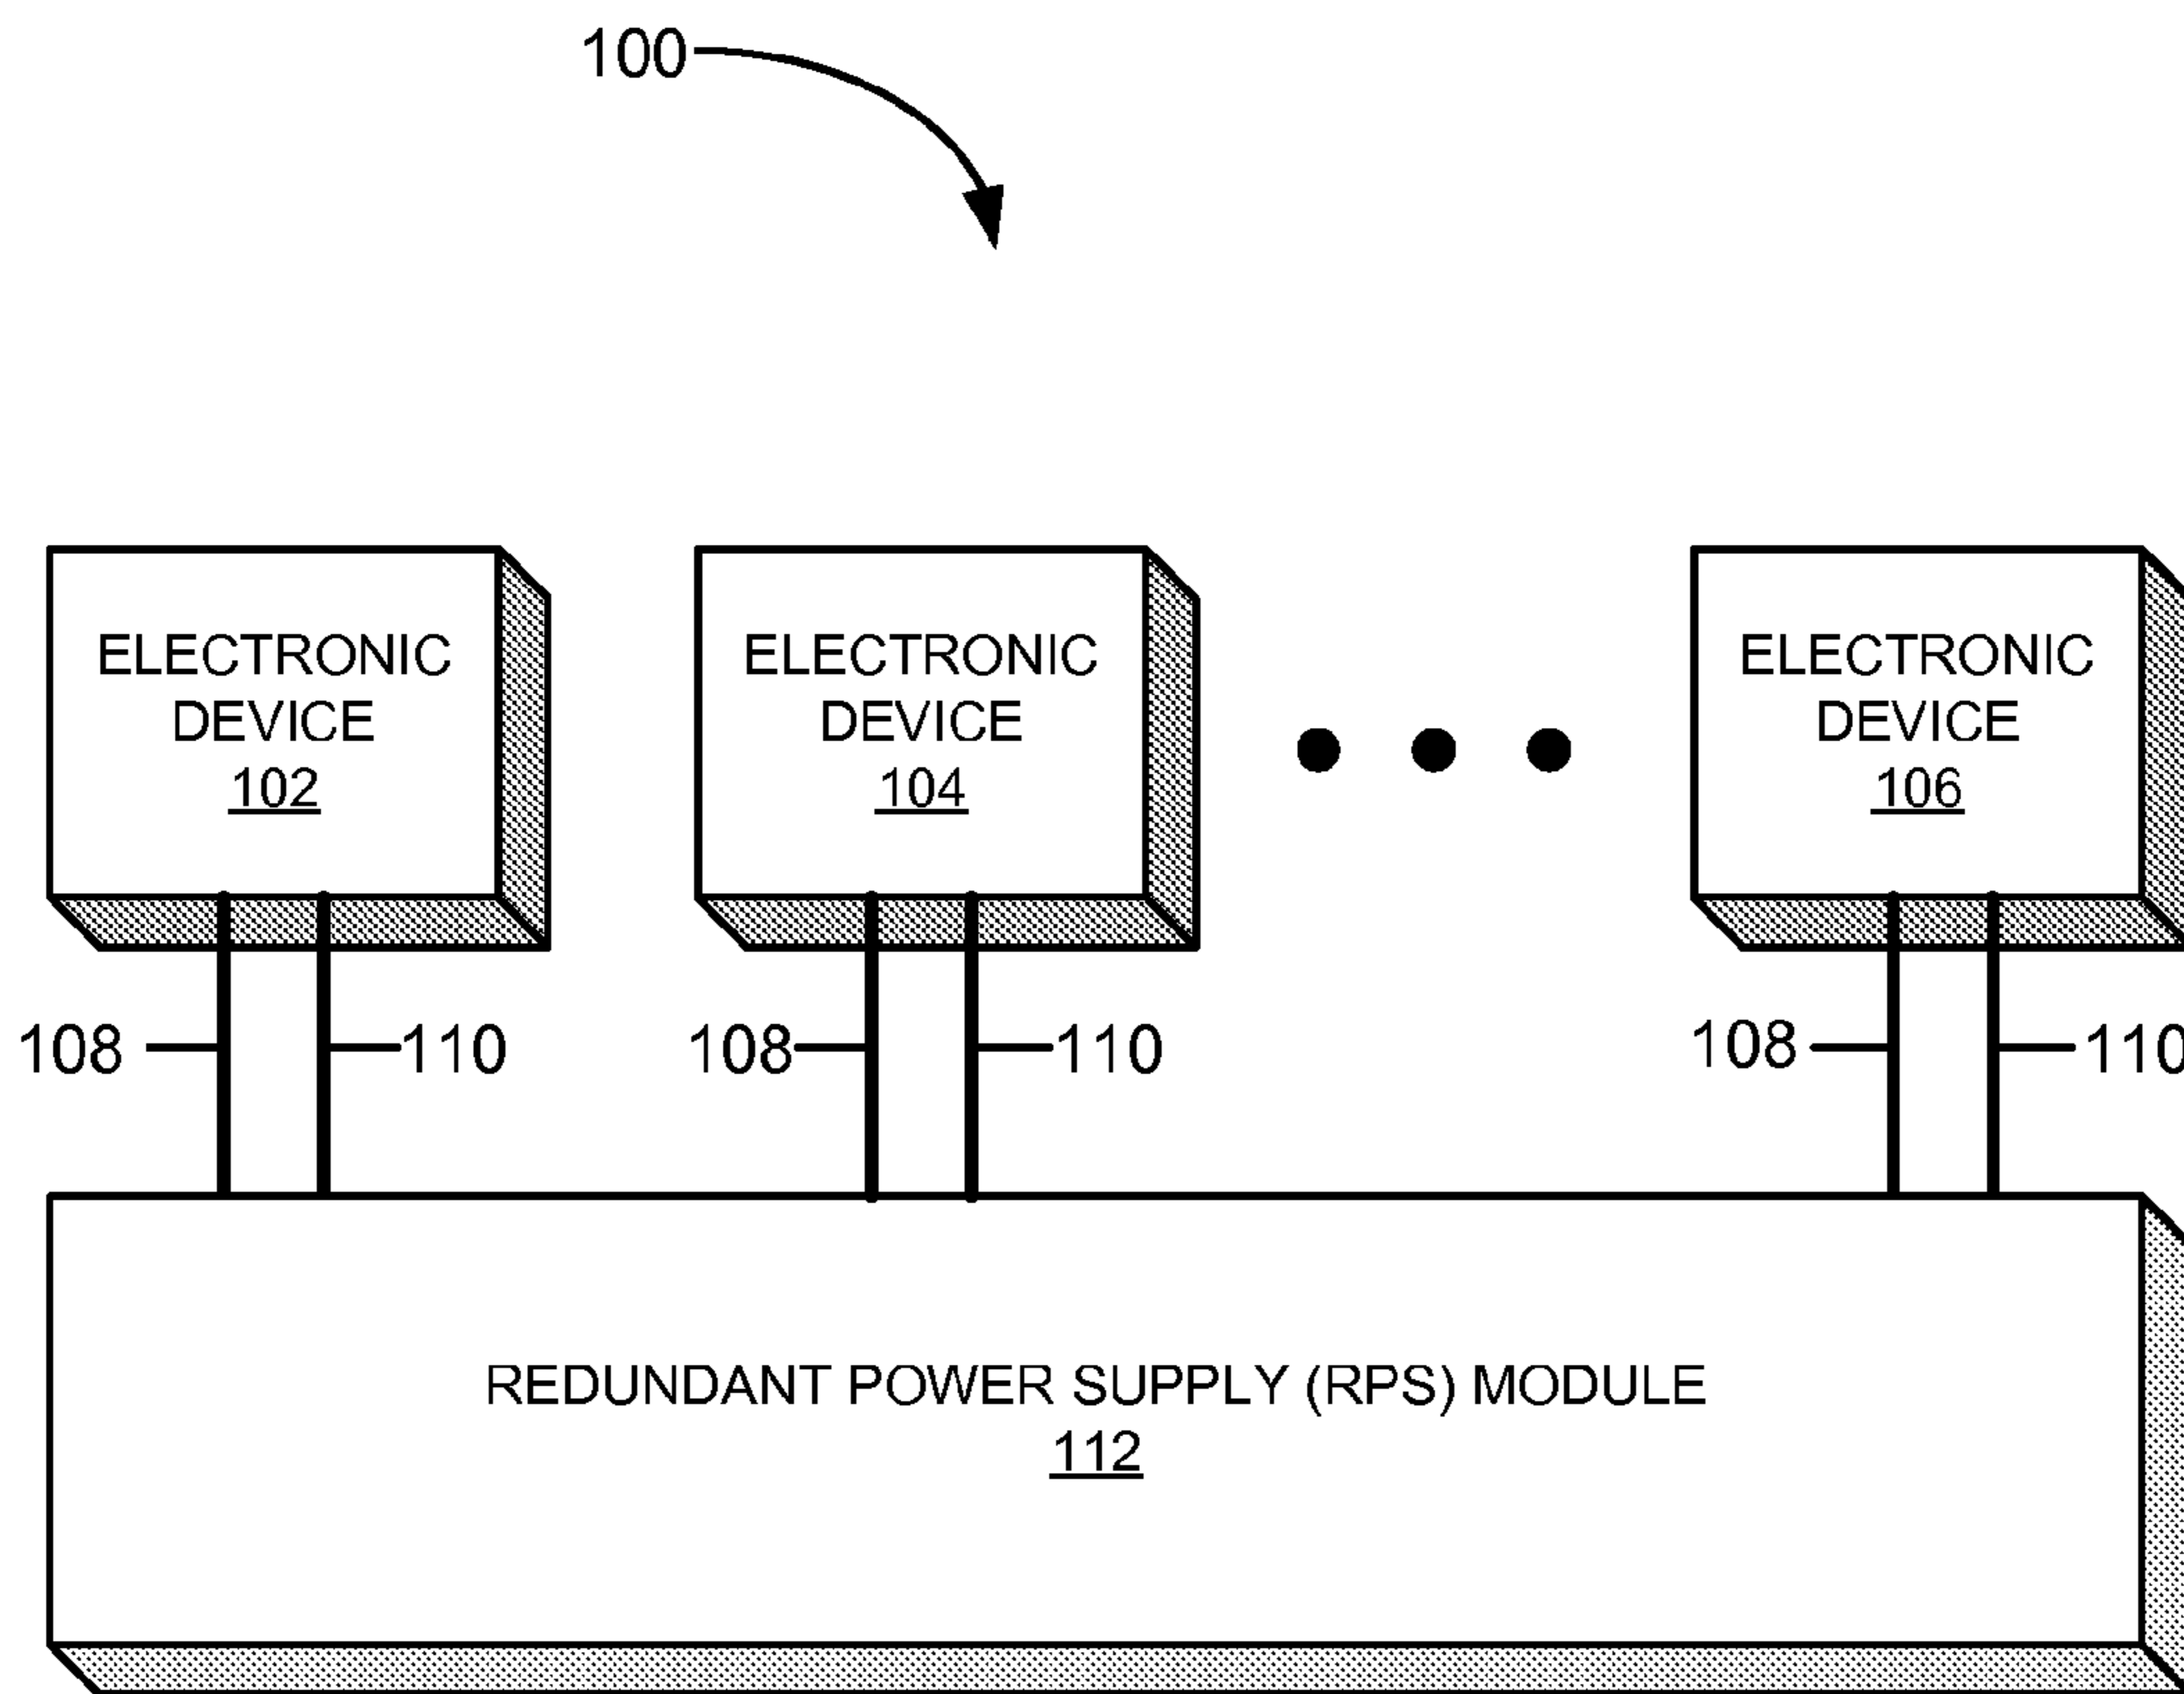 100
ELECTRONIC
DEVICE
102
ELECTRONIC
DEVICE
104
ELECTRONIC
DEVICE
106
108
110
108
110
108
110
REDUNDANT POWER SUPPLY (RPS) MODULE
112